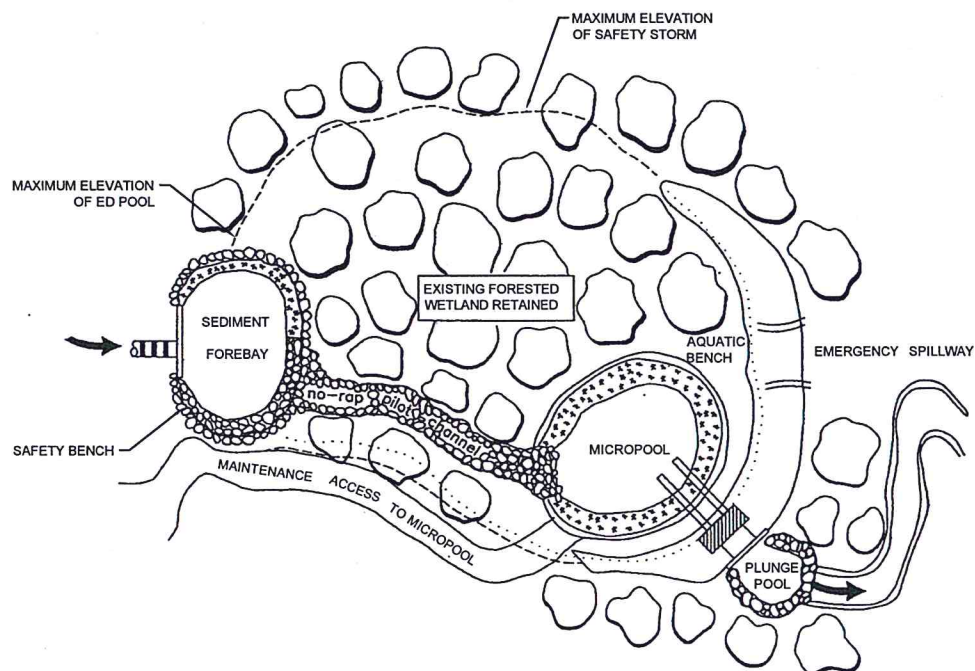 MAXIMUM ELEVATION
OF SAFETY STORM
MAXIMUM ELEVATION
OF ED POOL
EXISTING FORESTED
WETLAND RETAINED
SEDIMENT
FOREBAY
AQUATIC
BENCH
EMERGENCY SPILLWAY
no-rap pilot channel
SAFETY BENCH
MICROPOOL
MAINTENANCE ACCESS TO MICROPOOL
PLUNGE
POOL